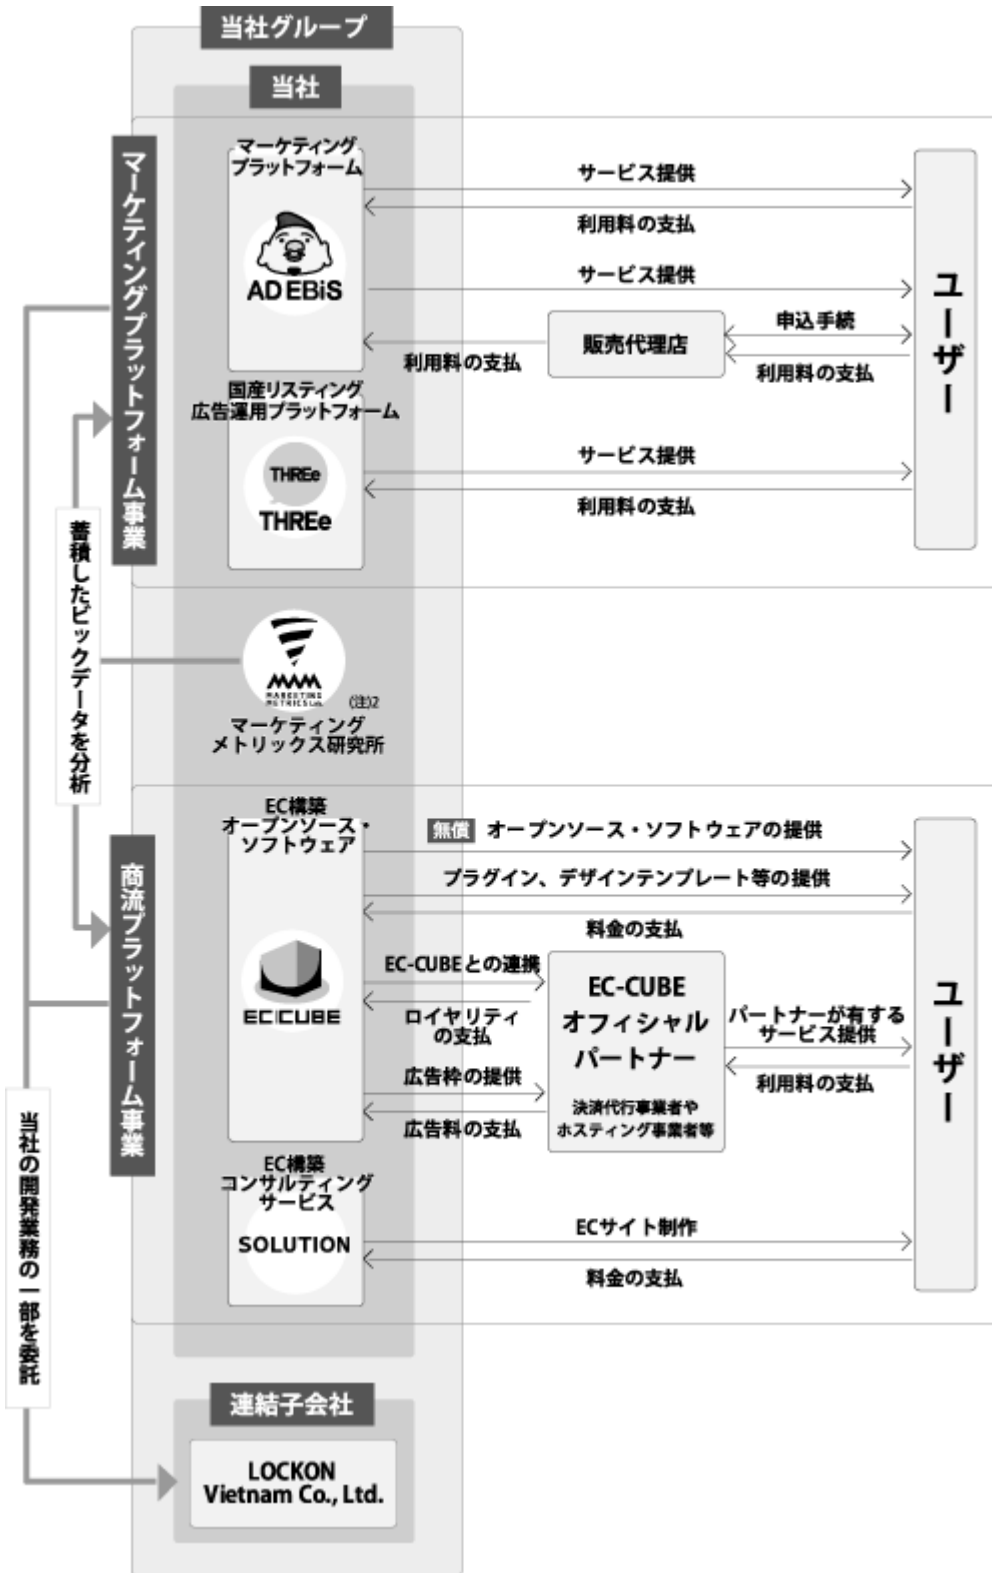 当社グループ
当社
マーケティングプラットフォーム事業
マーケティング
プラットフォーム
AD EBiS
サービス提供
利用料の支払
サービス提供
販売代理店
申込手続
利用料の支払
利用料の支払
ユーザー
国産リスティング
広告運用プラットフォーム
THREe
THREe
サービス提供
利用料の支払
蓄積したビックデータを分析
MARKETING
METRICS Lab.
(注)2
マーケティング
メトリックス研究所
商流プラットフォーム事業
EC構築
オープンソース・
ソフトウェア
EC CUBE
無償 オープンソース・ソフトウェアの提供
プラグイン、デザインテンプレート等の提供
料金の支払
EC-CUBEとの連携
ロイヤリティ
の支払
広告枠の提供
広告料の支払
EC-CUBE
オフィシャル
パートナー
決済代行事業者や
ホスティング事業者等
パートナーが有する
サービス提供
利用料の支払
ユーザー
EC構築
コンサルティング
サービス
SOLUTION
ECサイト制作
料金の支払
当社の開発業務の一部を委託
連結子会社
LOCKON
Vietnam Co., Ltd.